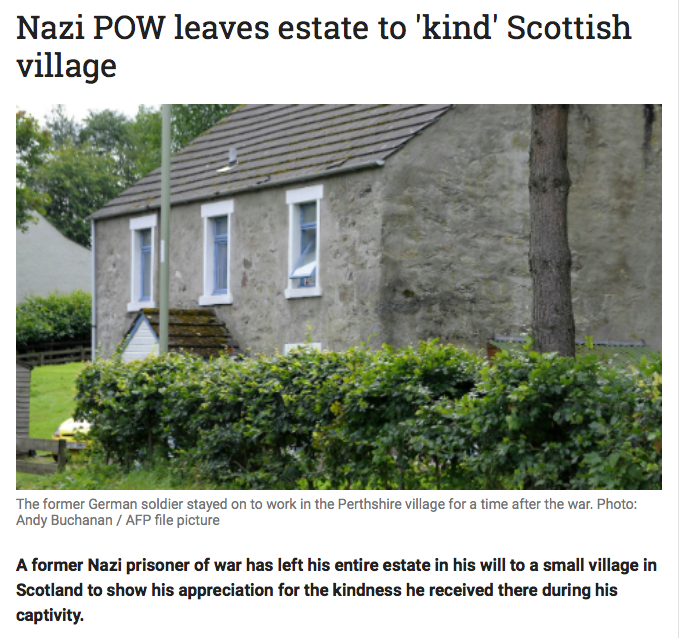 Nazi POW leaves estate to 'kind' Scottish
village
The former German soldier stayed on to work in the Perthshire village for a time after the war. Photo:
Andy Buchanan / AFP file picture
A former Nazi prisoner of war has left his entire estate in his will to a small village in
Scotland to show his appreciation for the kindness he received there during his
captivity.